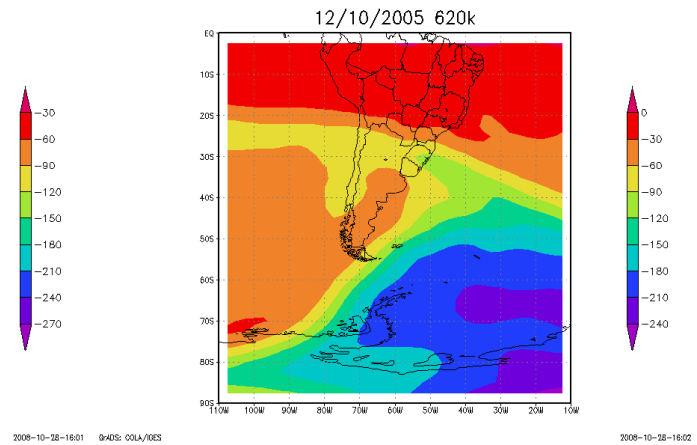 12/10/2005 620k
EQ
10S
20S
30S
40S
50S
60S
70S
80S
90S
110W 100W 90W 80W 70W 60W 50W 40W 30W 20W 10W
-30
-60
-90
-120
-150
-180
-210
-240
-270
0
-30
-60
-90
-120
-150
-180
-210
-240
2008-10-28-16:01 GrADS: COLA/IGES 2008-10-28-16:02